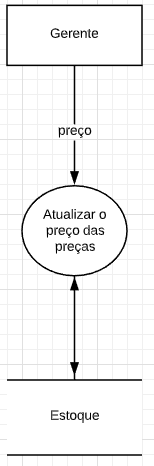 Gerente
preço
Atualizar o
preço das
preças
Estoque